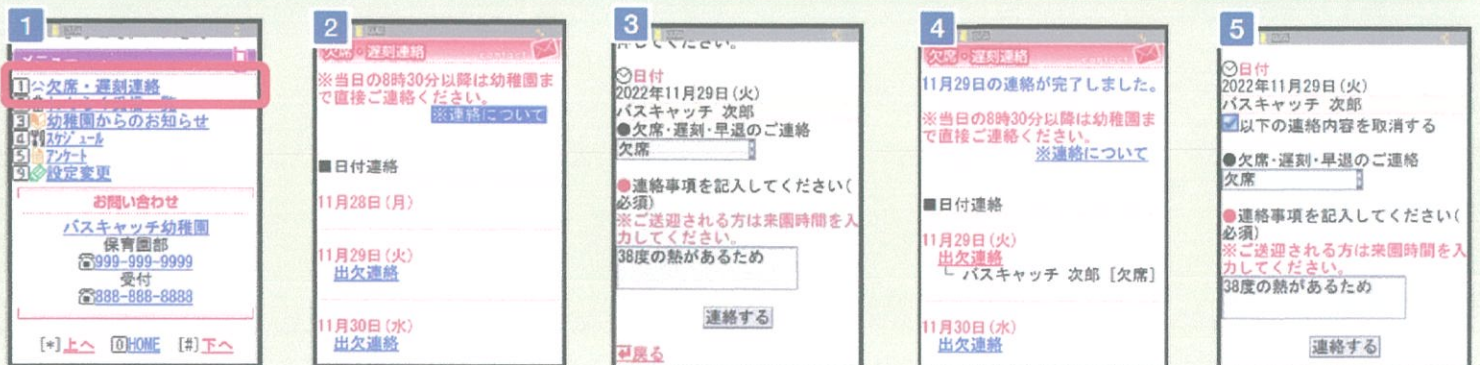 1
1 欠席・遅刻連絡
3 幼稚園からのお知らせ
4 スケジュール
5 アンケート
9 設定変更
お問い合わせ
バスキャッチ幼稚園
保育園部
☎999-999-9999
受付
☎888-888-8888
[*]上へ 0HOME [#]下へ
2
欠席・遅刻連絡
※当日の8時30分以降は幼稚園ま
で直接ご連絡ください。
※連絡について
■日付連絡
11月28日(月)
11月29日(火)
出欠連絡
11月30日(水)
出欠連絡
3
押してください。
日付
2022年11月29日(火)
バスキャッチ 次郎
●欠席・遅刻・早退のご連絡
欠席
●連絡事項を記入してください(
必須)
※ご送迎される方は来園時間を入
力してください。
38度の熱があるため
連絡する
戻る
4
欠席・遅刻連絡
11月29日の連絡が完了しました。
※当日の8時30分以降は幼稚園ま
で直接ご連絡ください。
※連絡について
■日付連絡
11月29日(火)
出欠連絡
└ バスキャッチ 次郎 [欠席]
11月30日(水)
出欠連絡
5
日付
2022年11月29日(火)
バスキャッチ 次郎
以下の連絡内容を取消する
●欠席・遅刻・早退のご連絡
欠席
●連絡事項を記入してください(
必須)
※ご送迎される方は来園時間を入
力してください。
38度の熱があるため
連絡する